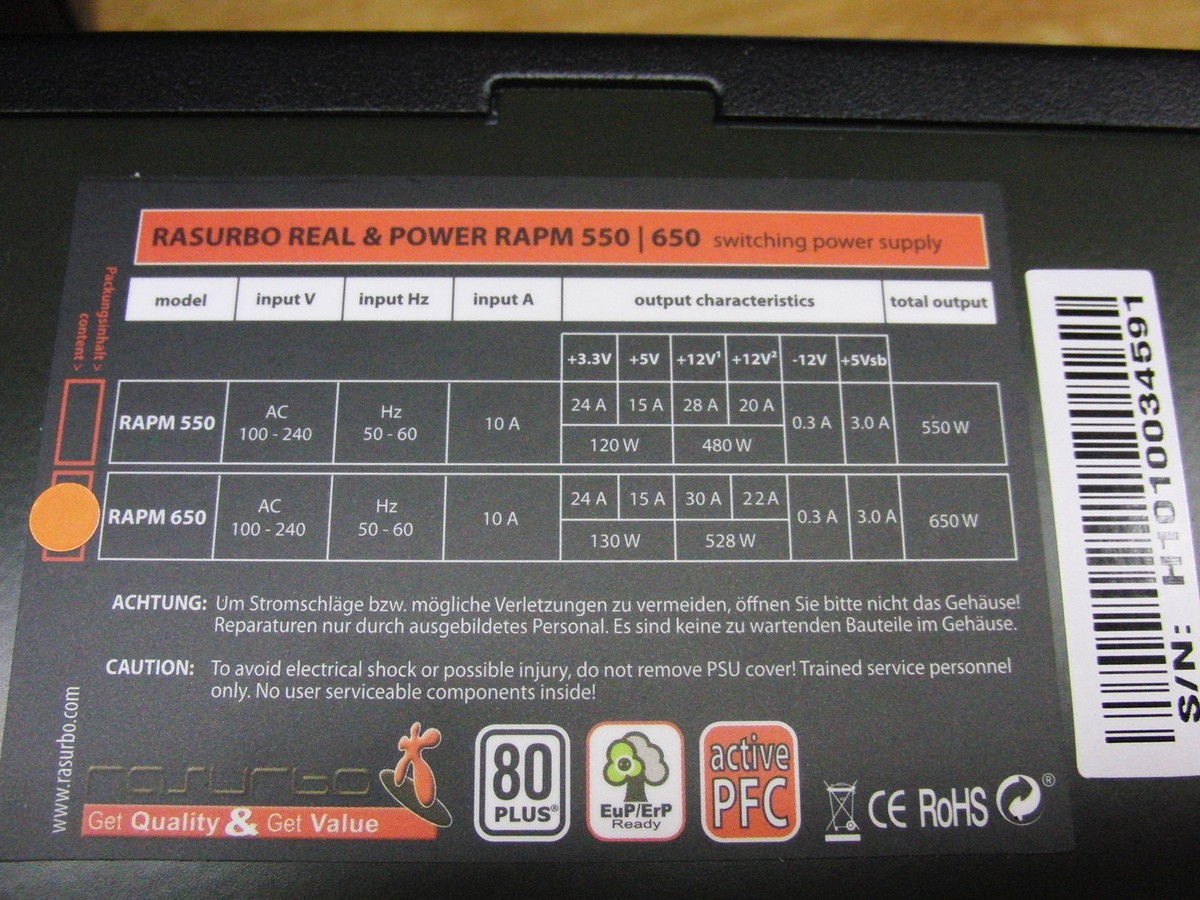 RASURBO REAL & POWER RAPM 550 | 650 switching power supply
model input V input Hz input A output characteristics total output
+3.3V +5V +12V¹ +12V² -12V +5Vsb
RAPM 550 AC 100 - 240 Hz 50 - 60 10 A 24 A 15 A 28 A 20 A 0.3 A 3.0 A 550 W
120 W 480 W
RAPM 650 AC 100 - 240 Hz 50 - 60 10 A 24 A 15 A 30 A 22 A 0.3 A 3.0 A 650 W
130 W 528 W
Packungsinhalt >
content >
ACHTUNG: Um Stromschläge bzw. mögliche Verletzungen zu vermeiden, öffnen Sie bitte nicht das Gehäuse!
Reparaturen nur durch ausgebildetes Personal. Es sind keine zu wartenden Bauteile im Gehäuse.
CAUTION: To avoid electrical shock or possible injury, do not remove PSU cover! Trained service personnel
only. No user serviceable components inside!
www.rasurbo.com
rasurbo
Get Quality & Get Value
80
PLUS®
EuP/ErP
Ready
active
PFC
CE RoHS ®
S/N: HT010034591